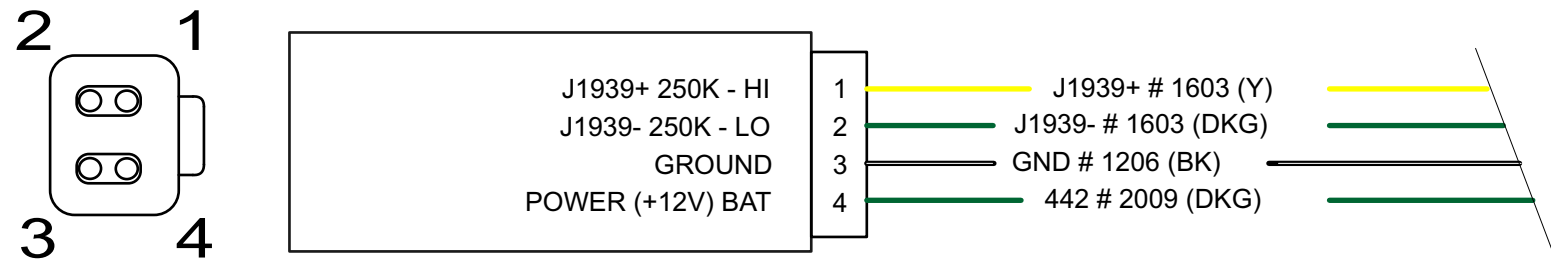 2 1
3 4
J1939+ 250K - HI 1 J1939+ # 1603 (Y)
J1939- 250K - LO 2 J1939- # 1603 (DKG)
GROUND 3 GND # 1206 (BK)
POWER (+12V) BAT 4 442 # 2009 (DKG)